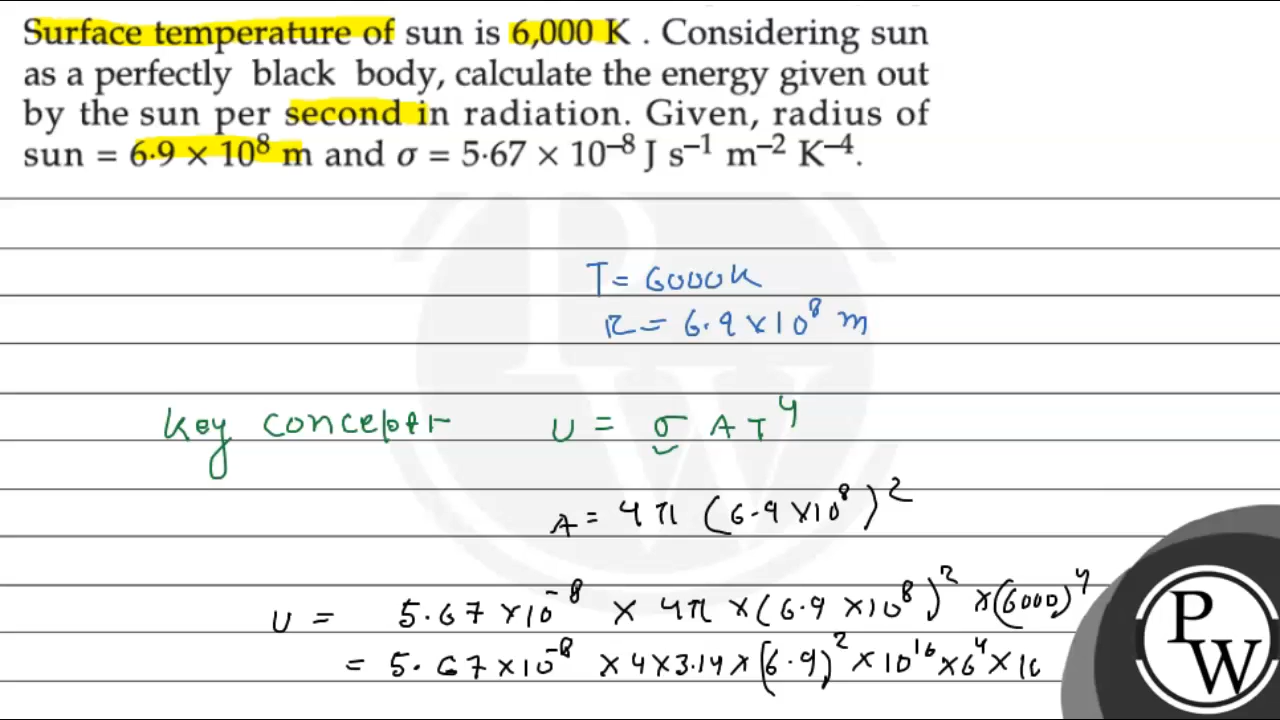 Surface temperature of sun is 6,000 K . Considering sun
as a perfectly black body, calculate the energy given out
by the sun per second in radiation. Given, radius of
sun = 6·9 × 10⁸ m and σ = 5·67 × 10⁻⁸ J s⁻¹ m⁻² K⁻⁴.
T = 6000K
R = 6.9 × 10⁸ m
Key concept U = σ A T⁴
A = 4π (6.9 × 10⁸)²
U = 5.67 × 10⁻⁸ × 4π × (6.9 × 10⁸)² × (6000)⁴
= 5.67 × 10⁻⁸ × 4 × 3.14 × (6.9)² × 10¹⁶ × 6⁴ × 10
PW
PW